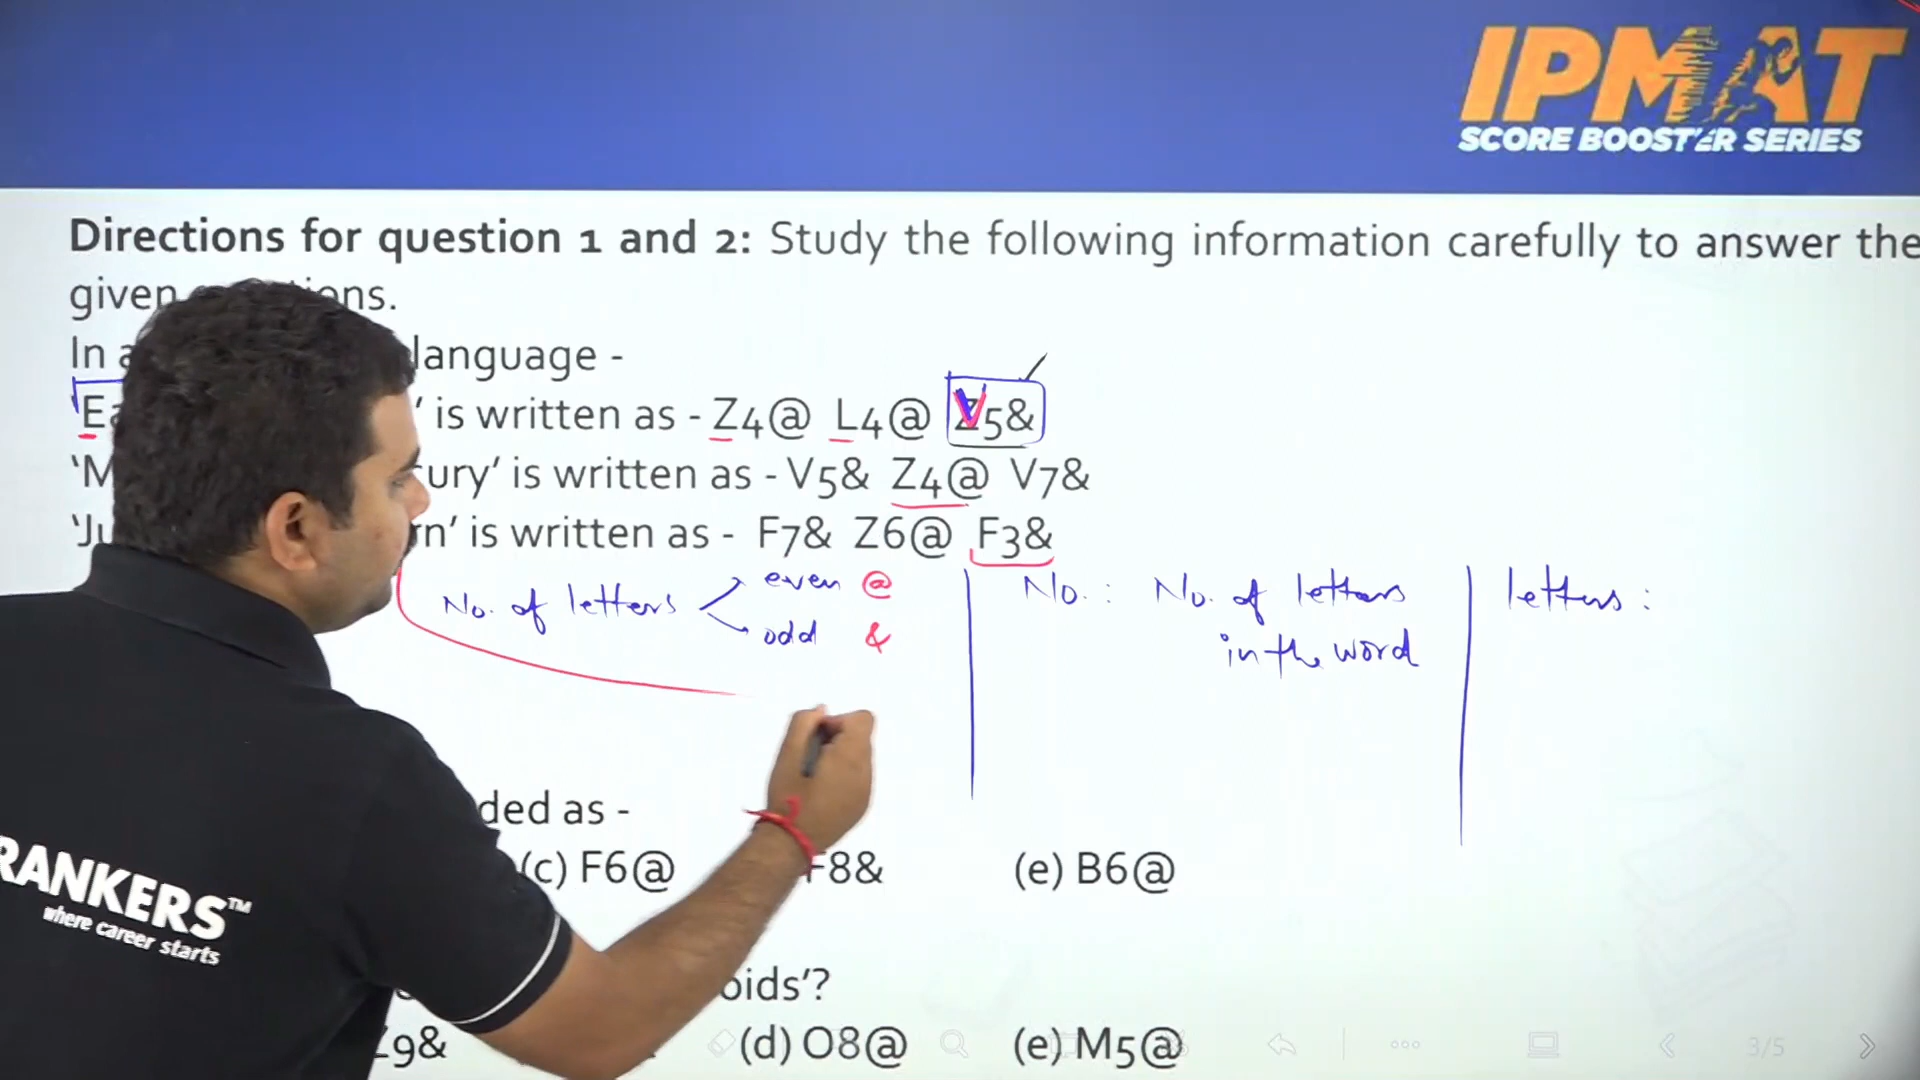 IPMAT
SCORE BOOSTER SERIES
Directions for question 1 and 2: Study the following information carefully to answer the
given
In language -
is written as - Z4@ L4@ 5&
ury' is written as - V5& Z4@ V7&
'Ju n' is written as - F7& Z6@ F3&
No. of letters even @
odd &
No. : No. of letters
in the word
letters :
ded as -
(c) F6@ F8& (e) B6@
oids'?
9& (d) O8@ (e) M5@
RANKERS™
where career starts
3/5